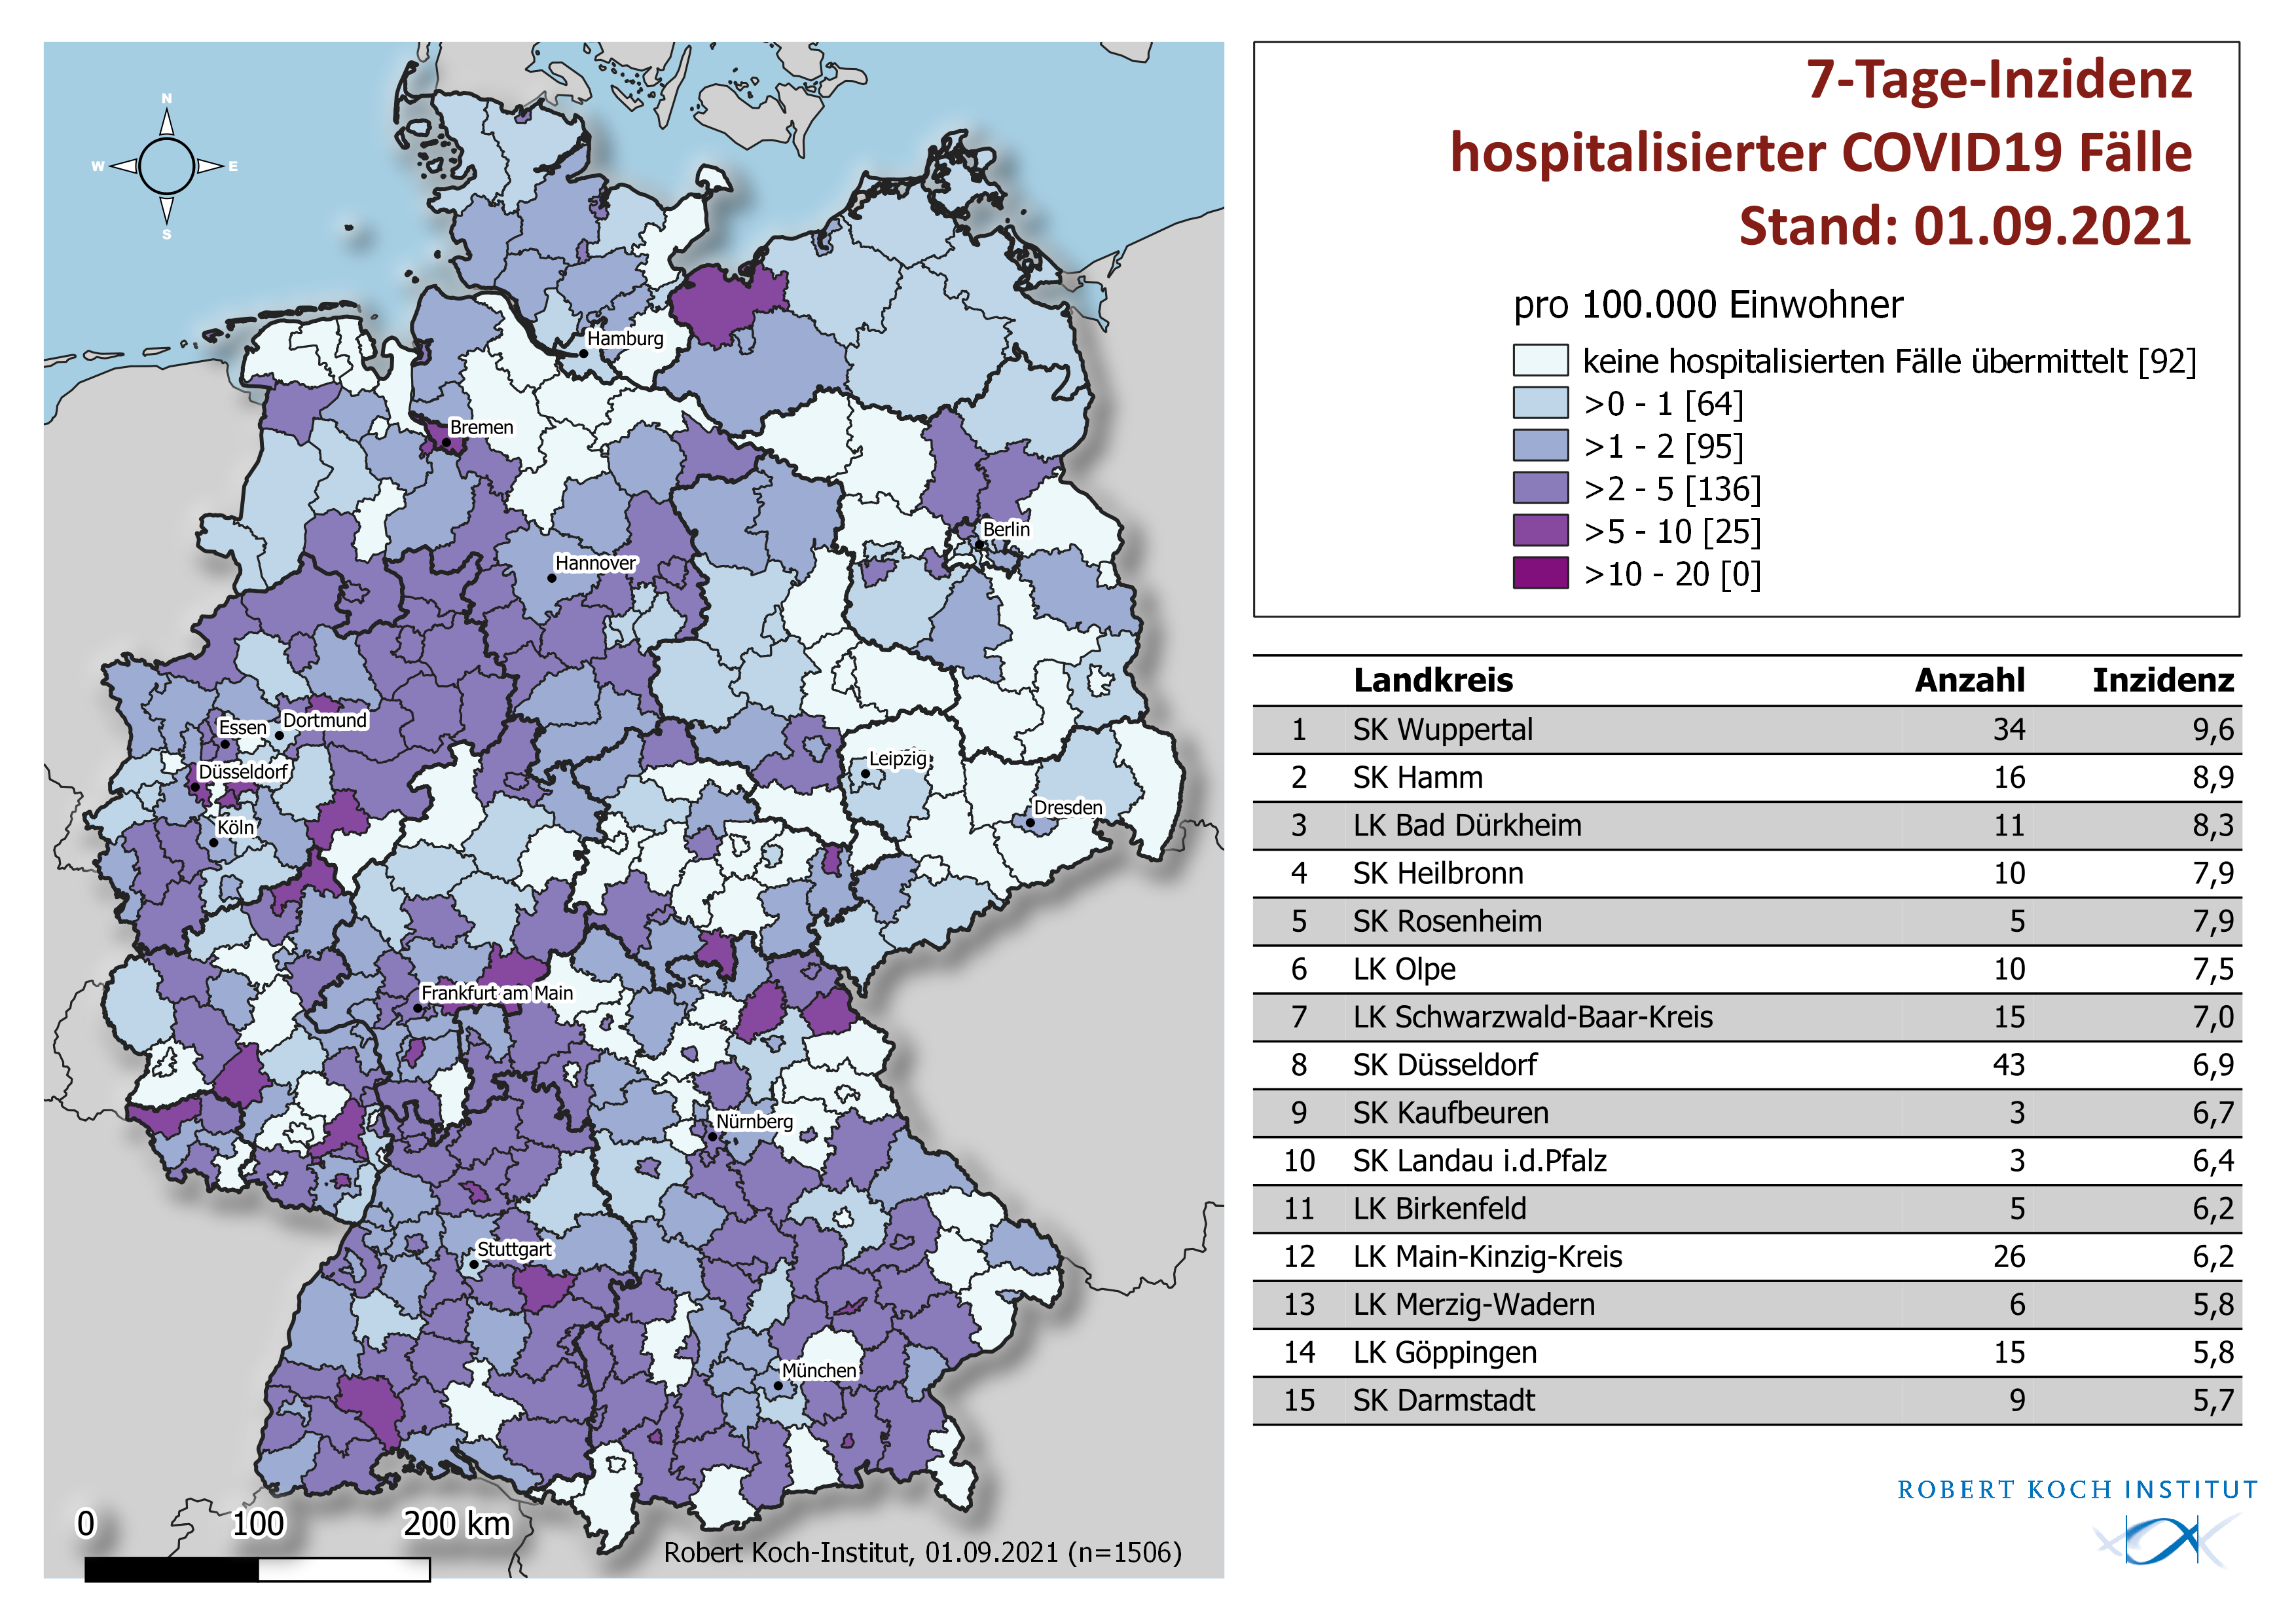 N
W
E
S
Hamburg
Bremen
Berlin
Hannover
Essen
Dortmund
Düsseldorf
Leipzig
Dresden
Köln
Frankfurt am Main
Nürnberg
Stuttgart
München
0 100 200 km
Robert Koch-Institut, 01.09.2021 (n=1506)
7-Tage-Inzidenz
hospitalisierter COVID19 Fälle
Stand: 01.09.2021
pro 100.000 Einwohner
keine hospitalisierten Fälle übermittelt [92]
>0 - 1 [64]
>1 - 2 [95]
>2 - 5 [136]
>5 - 10 [25]
>10 - 20 [0]
Landkreis Anzahl Inzidenz
1 SK Wuppertal 34 9,6
2 SK Hamm 16 8,9
3 LK Bad Dürkheim 11 8,3
4 SK Heilbronn 10 7,9
5 SK Rosenheim 5 7,9
6 LK Olpe 10 7,5
7 LK Schwarzwald-Baar-Kreis 15 7,0
8 SK Düsseldorf 43 6,9
9 SK Kaufbeuren 3 6,7
10 SK Landau i.d.Pfalz 3 6,4
11 LK Birkenfeld 5 6,2
12 LK Main-Kinzig-Kreis 26 6,2
13 LK Merzig-Wadern 6 5,8
14 LK Göppingen 15 5,8
15 SK Darmstadt 9 5,7
ROBERT KOCH INSTITUT